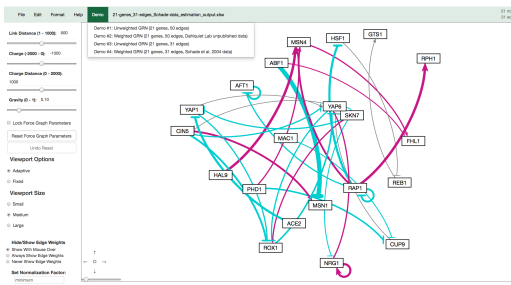 File Edit Format Help Demo 21-genes_31-edges_Schade-data_estimation_output.xlsx
Demo #1: Unweighted GRN (21 genes, 50 edges)
Demo #2: Weighted GRN (21 genes, 50 edges, Dahlquist Lab unpublished data)
Demo #3: Unweighted GRN (21 genes, 31 edges)
Demo #4: Weighted GRN (21 genes, 31 edges, Schade et al. 2004 data)
Link Distance (1 - 1000): 500
Charge (-2000 - 0): -1000
Charge Distance (0 - 2000):
1000
Gravity (0 - 1): 0.10
Lock Force Graph Parameters
Reset Force Graph Parameters
Undo Reset
Viewport Options
Adaptive
Fixed
Viewport Size
Small
Medium
Large
Hide/Show Edge Weights
Show With Mouse Over
Always Show Edge Weights
Never Show Edge Weights
Set Normalization Factor:
HSF1
GTS1
MSN4
RPH1
ABF1
AFT1
YAP1
YAP6
SKN7
CIN5
MAC1
FHL1
HAL9
PHD1
RAP1
REB1
MSN1
ACE2
ROX1
CUP9
NRG1